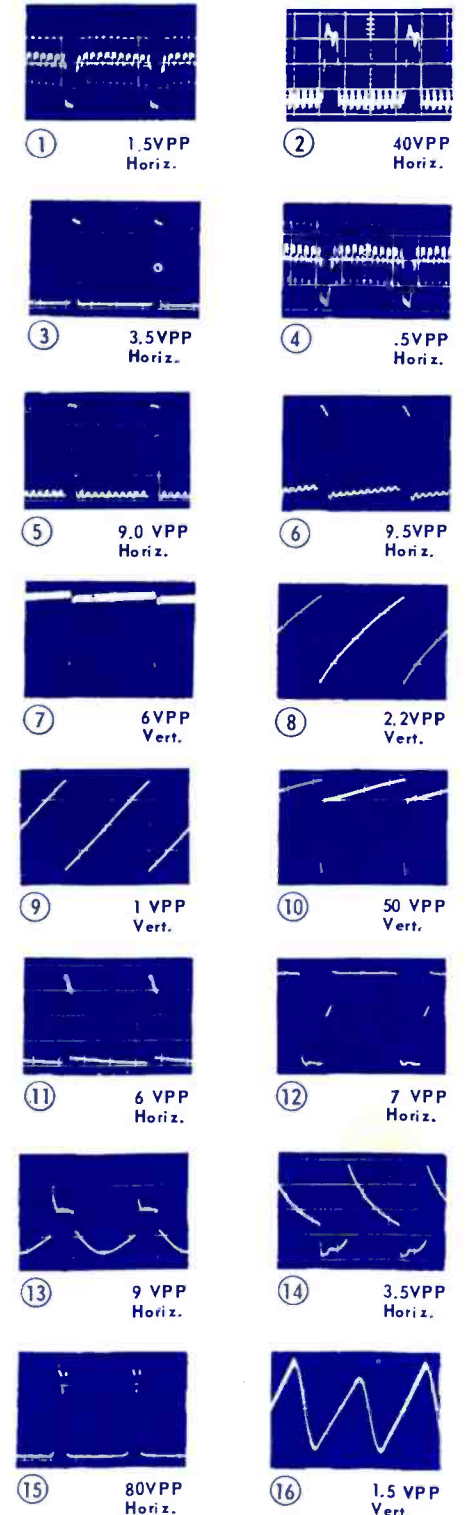 1 1.5VPP
Horiz.
2 40VPP
Horiz.
3 3.5VPP
Horiz.
4 .5VPP
Horiz.
5 9.0 VPP
Horiz.
6 9.5VPP
Horiz.
7 6VPP
Vert.
8 2.2VPP
Vert.
9 1 VPP
Vert.
10 50 VPP
Vert.
11 6 VPP
Horiz.
12 7 VPP
Horiz.
13 9 VPP
Horiz.
14 3.5VPP
Horiz.
15 80VPP
Horiz.
16 1.5 VPP
Vert